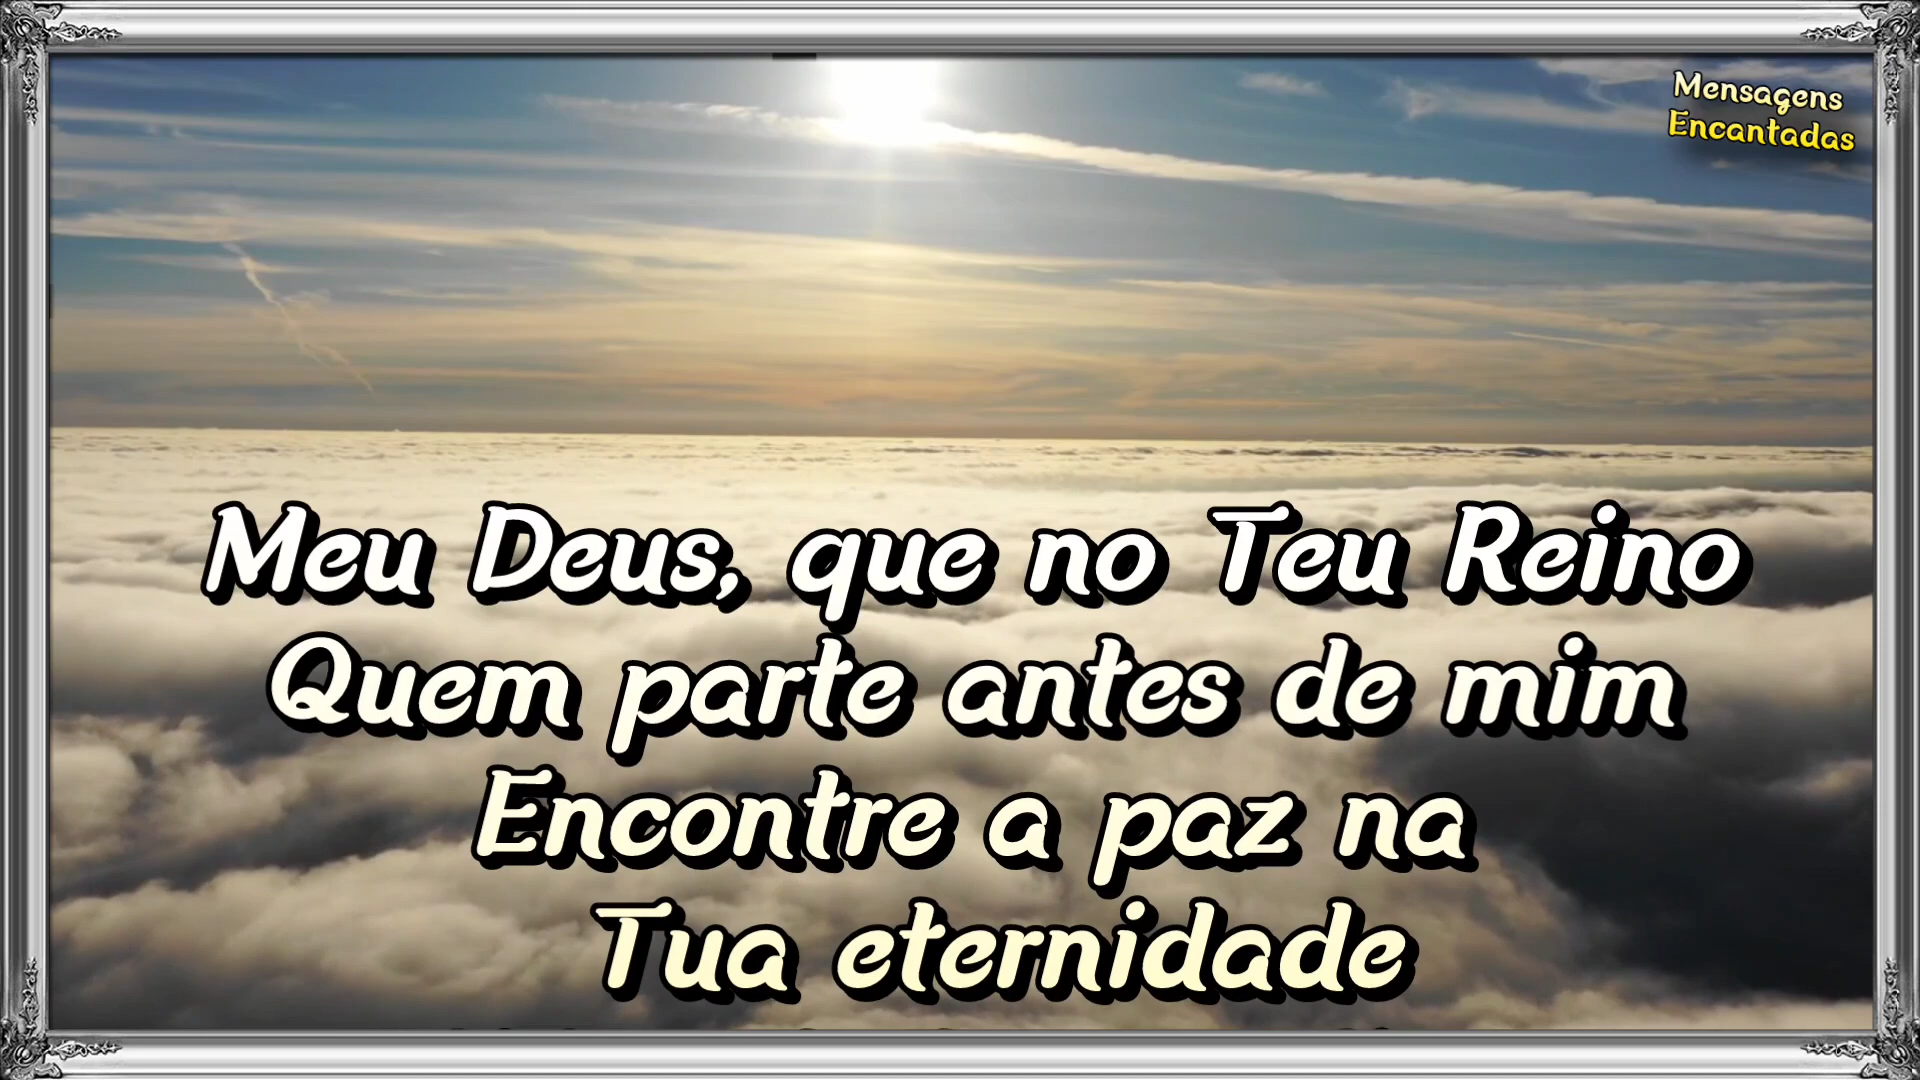 Mensagens
Encantadas
Meu Deus, que no Teu Reino
Quem parte antes de mim
Encontre a paz na
Tua eternidade